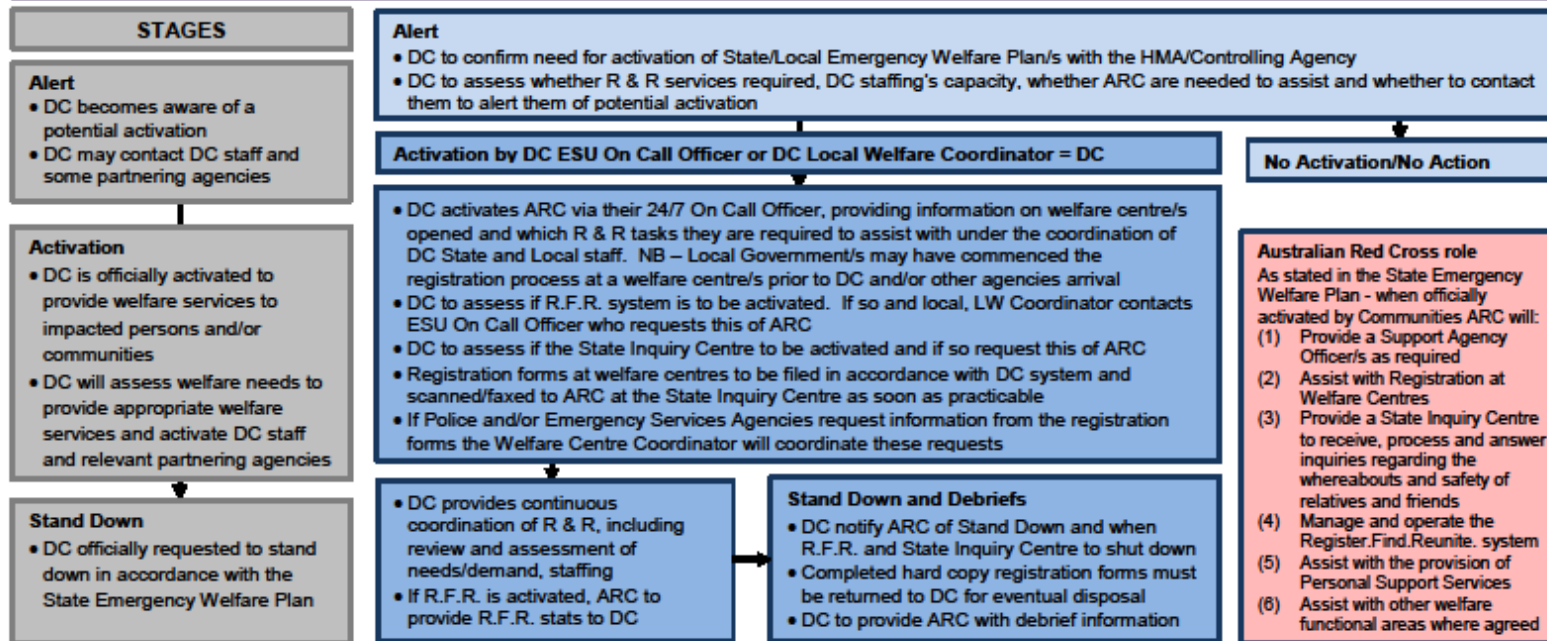 STAGES
Alert
• DC becomes aware of a
potential activation
• DC may contact DC staff and
some partnering agencies
Activation
• DC is officially activated to
provide welfare services to
impacted persons and/or
communities
• DC will assess welfare needs to
provide appropriate welfare
services and activate DC staff
and relevant partnering agencies
Stand Down
• DC officially requested to stand
down in accordance with the
State Emergency Welfare Plan
Alert
• DC to confirm need for activation of State/Local Emergency Welfare Plan/s with the HMA/Controlling Agency
• DC to assess whether R & R services required, DC staffing's capacity, whether ARC are needed to assist and whether to contact
them to alert them of potential activation
Activation by DC ESU On Call Officer or DC Local Welfare Coordinator = DC
No Activation/No Action
• DC activates ARC via their 24/7 On Call Officer, providing information on welfare centre/s
opened and which R & R tasks they are required to assist with under the coordination of
DC State and Local staff. NB – Local Government/s may have commenced the
registration process at a welfare centre/s prior to DC and/or other agencies arrival
• DC to assess if R.F.R. system is to be activated. If so and local, LW Coordinator contacts
ESU On Call Officer who requests this of ARC
• DC to assess if the State Inquiry Centre to be activated and if so request this of ARC
• Registration forms at welfare centres to be filed in accordance with DC system and
scanned/faxed to ARC at the State Inquiry Centre as soon as practicable
• If Police and/or Emergency Services Agencies request information from the registration
forms the Welfare Centre Coordinator will coordinate these requests
• DC provides continuous
coordination of R & R, including
review and assessment of
needs/demand, staffing
• If R.F.R. is activated, ARC to
provide R.F.R. stats to DC
Stand Down and Debriefs
• DC notify ARC of Stand Down and when
R.F.R. and State Inquiry Centre to shut down
• Completed hard copy registration forms must
be returned to DC for eventual disposal
• DC to provide ARC with debrief information
Australian Red Cross role
As stated in the State Emergency
Welfare Plan - when officially
activated by Communities ARC will:
(1) Provide a Support Agency
Officer/s as required
(2) Assist with Registration at
Welfare Centres
(3) Provide a State Inquiry Centre
to receive, process and answer
inquiries regarding the
whereabouts and safety of
relatives and friends
(4) Manage and operate the
Register.Find.Reunite. system
(5) Assist with the provision of
Personal Support Services
(6) Assist with other welfare
functional areas where agreed